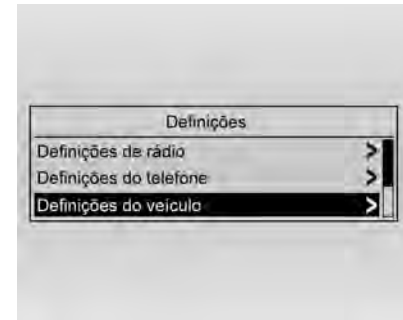 Definições
Definições de rádio
Definições do telefone
Definições do veículo